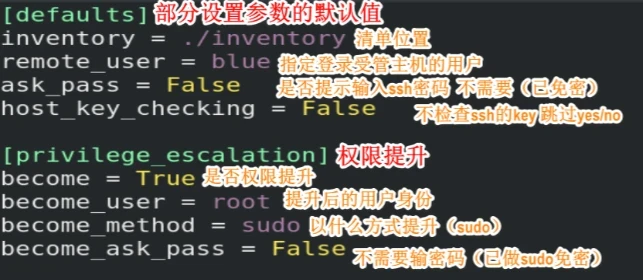 [defaults] 部分设置参数的默认值
inventory = ./inventory 清单位置
remote_user = blue 指定登录受管主机的用户
ask_pass = False 是否提示输入ssh密码 不需要（已免密）
host_key_checking = False 不检查ssh的key 跳过yes/no
[privilege_escalation] 权限提升
become = True 是否权限提升
become_user = root 提升后的用户身份
become_method = sudo 以什么方式提升（sudo）
become_ask_pass = False 不需要输密码（已做sudo免密）